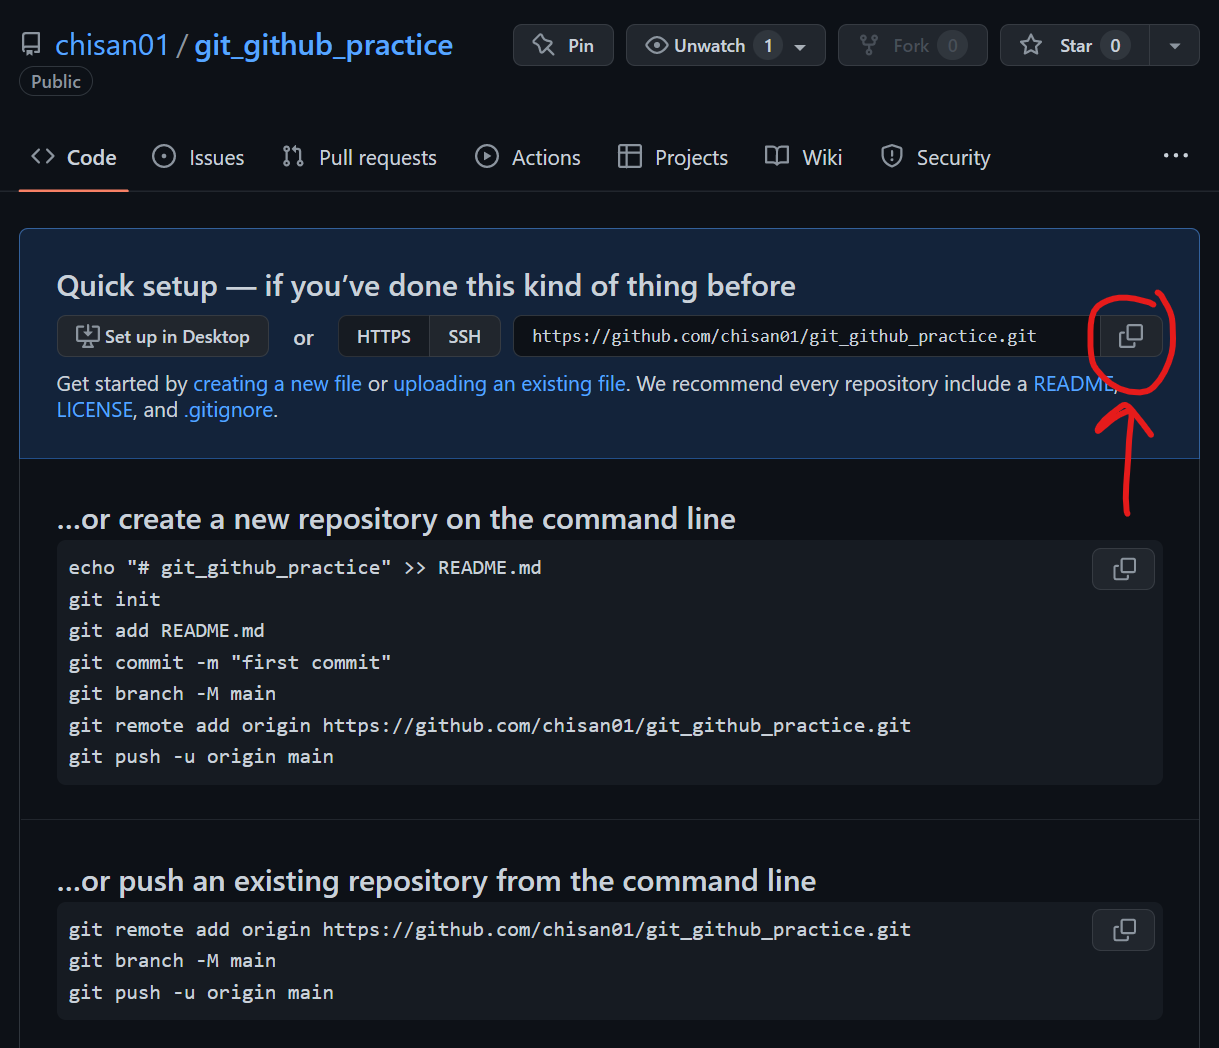 chisan01 / git_github_practice
Pin
Unwatch 1
Fork 0
Star 0
Public
Code
Issues
Pull requests
Actions
Projects
Wiki
Security
Quick setup — if you’ve done this kind of thing before
Set up in Desktop or HTTPS SSH https://github.com/chisan01/git_github_practice.git
Get started by creating a new file or uploading an existing file. We recommend every repository include a README,
LICENSE, and .gitignore.
…or create a new repository on the command line
echo "# git_github_practice" >> README.md
git init
git add README.md
git commit -m "first commit"
git branch -M main
git remote add origin https://github.com/chisan01/git_github_practice.git
git push -u origin main
…or push an existing repository from the command line
git remote add origin https://github.com/chisan01/git_github_practice.git
git branch -M main
git push -u origin main